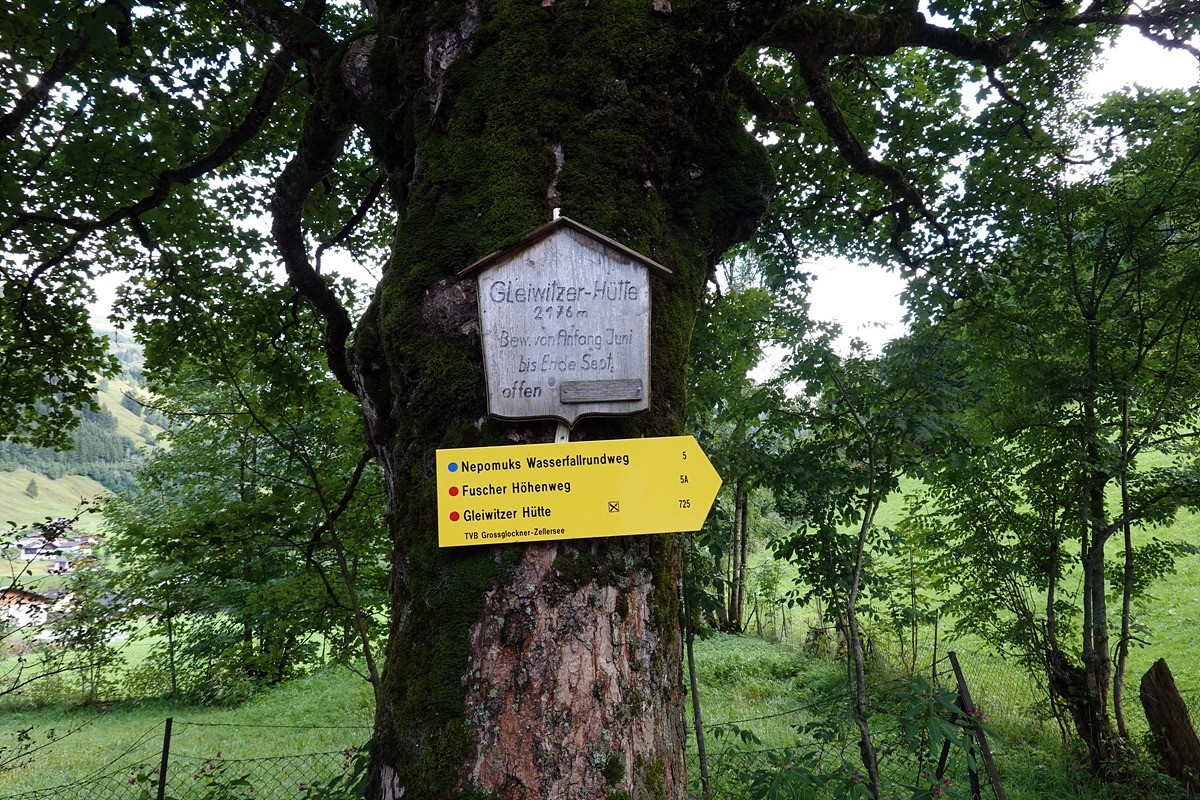 Gleiwitzer-Hütte
2176 m
Bew. von Anfang Juni
bis Ende Sept.
offen
Nepomuks Wasserfallrundweg 5
Fuscher Höhenweg 5A
Gleiwitzer Hütte 725
TVB Grossglockner-Zellersee